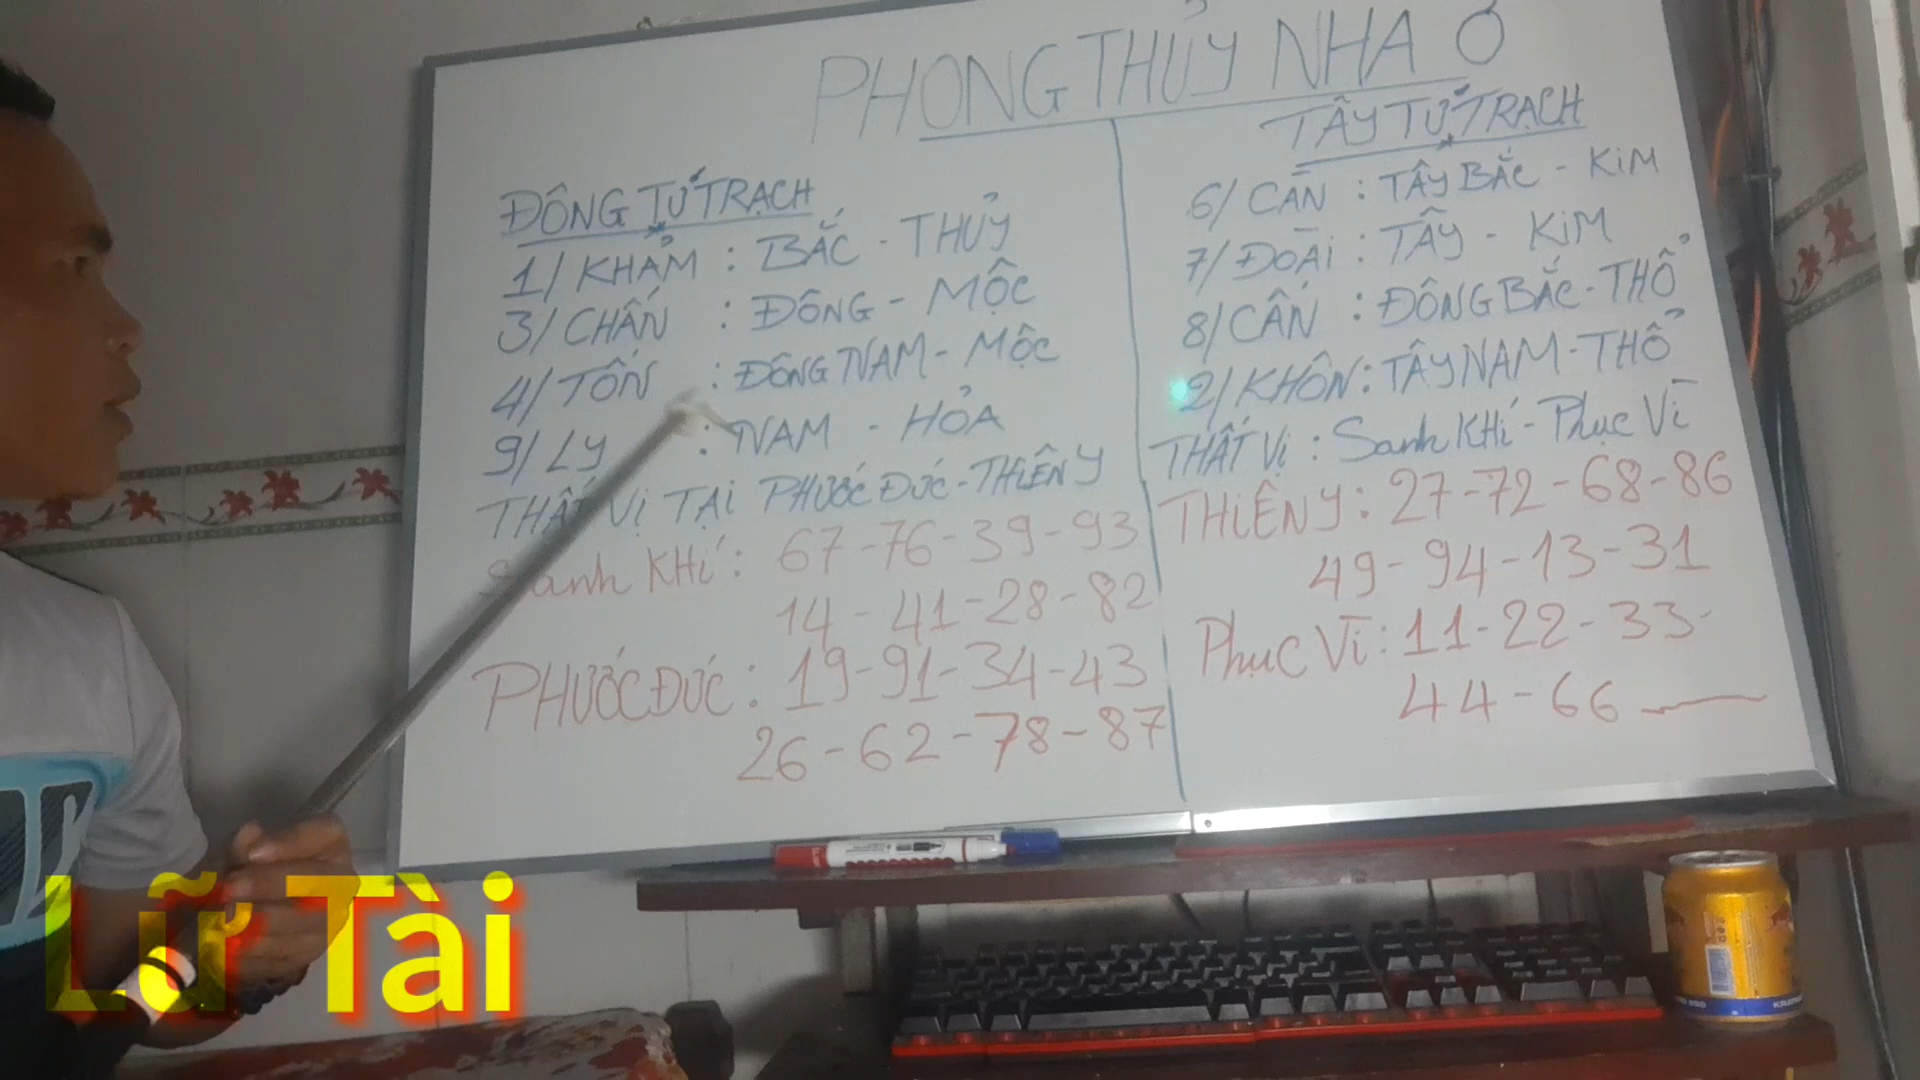 PHONG THỦY NHA Ở
ĐÔNG TỨ TRẠCH
1/ KHẢM : BẮC - THỦY
3/ CHẤN : ĐÔNG - MỘC
4/ TỐN : ĐÔNG NAM - MỘC
9/ LY : NAM - HỎA
THẤT VỊ TẠI PHƯỚC ĐỨC - THIÊN Y
Sanh KHí : 67-76-39-93
14-41-28-82
PHƯỚC ĐỨC : 19-91-34-43
26-62-78-87
TÂY TỨ TRẠCH
6/ CÀN : TÂY BẮC - KIM
7/ ĐOÀI : TÂY - KIM
8/ CẤN : ĐÔNG BẮC - THỔ
2/ KHÔN : TÂY NAM - THỔ
THẤT Vị : Sanh KHí - Phục Vì
THIÊN Y : 27-72-68-86
49-94-13-31
Phục Vì : 11-22-33-
44-66
Lữ Tài